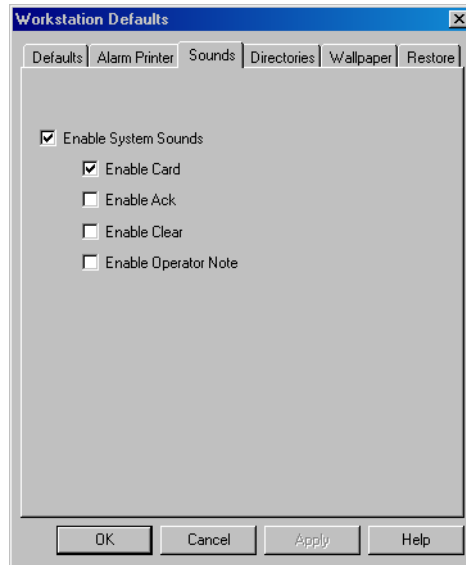 Workstation Defaults
Defaults Alarm Printer Sounds Directories Wallpaper Restore
Enable System Sounds
Enable Card
Enable Ack
Enable Clear
Enable Operator Note
OK Cancel Apply Help